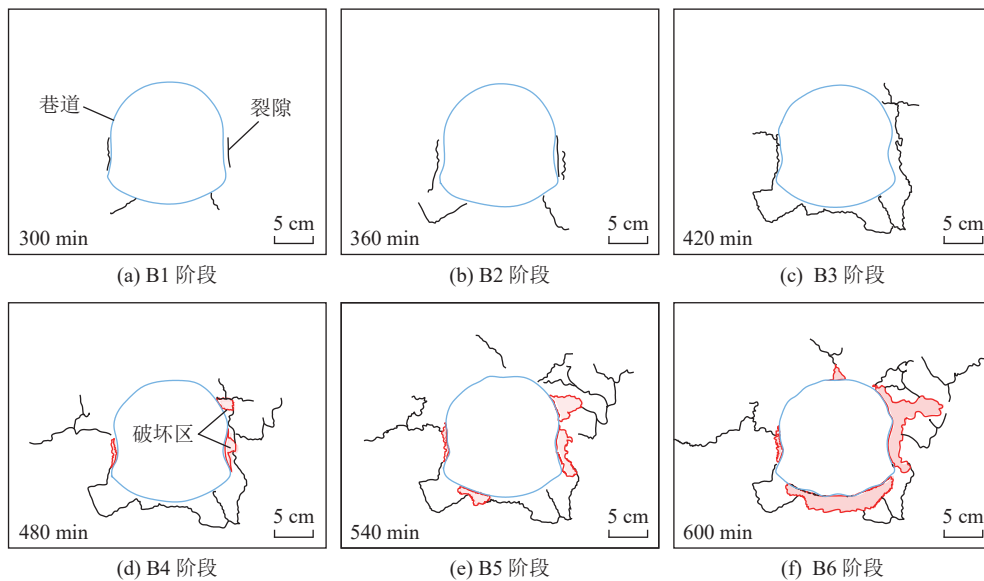 巷道
裂隙
300 min
5 cm
(a) B1 阶段
360 min
5 cm
(b) B2 阶段
420 min
5 cm
(c) B3 阶段
破坏区
480 min
5 cm
(d) B4 阶段
540 min
5 cm
(e) B5 阶段
600 min
5 cm
(f) B6 阶段